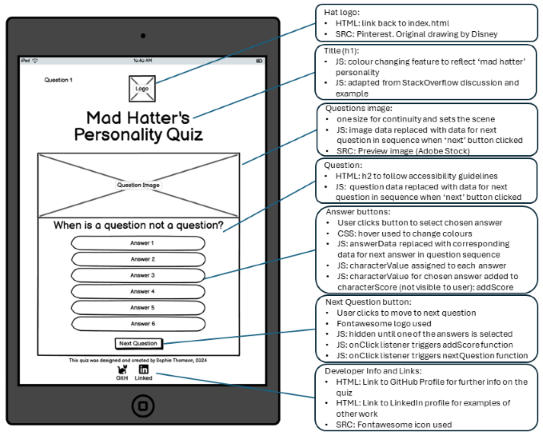 iPad
10:45 AM
Question 1
Logo
Mad Hatter's
Personality Quiz
Question Image
When is a question not a question?
Answer 1
Answer 2
Answer 3
Answer 4
Answer 5
Answer 6
Next Question
This quiz was designed and created by Sophie Thomson, 2024
GitH
Linked
Hat logo:
• HTML: link back to index.html
• SRC: Pinterest. Original drawing by Disney
Title (h1):
• JS: colour changing feature to reflect 'mad hatter'
personality
• JS: adapted from StackOverflow discussion and
example
Questions image:
• one size for continuity and sets the scene
• JS: image data replaced with data for next
question in sequence when 'next' button clicked
• SRC: Preview image (Adobe Stock)
Question:
• HTML: h2 to follow accessibility guidelines
• JS: question data replaced with data for next
question in sequence when 'next' button clicked
Answer buttons:
• User clicks button to select chosen answer
• CSS: hover used to change colours
• JS: answerData replaced with corresponding
data for next answer in question sequence
• JS: characterValue assigned to each answer
• JS: characterValue for chosen answer added to
characterScore (not visible to user): addScore
Next Question button:
• User clicks to move to next question
• Fontawesome logo used
• JS: hidden until one of the answers is selected
• JS: onClick listener triggers addScore function
• JS: onClick listener triggers nextQuestion function
Developer Info and Links:
• HTML: Link to GitHub Profile for further info on the
quiz
• HTML: Link to LinkedIn profile for examples of
other work
• SRC: Fontawesome icon used